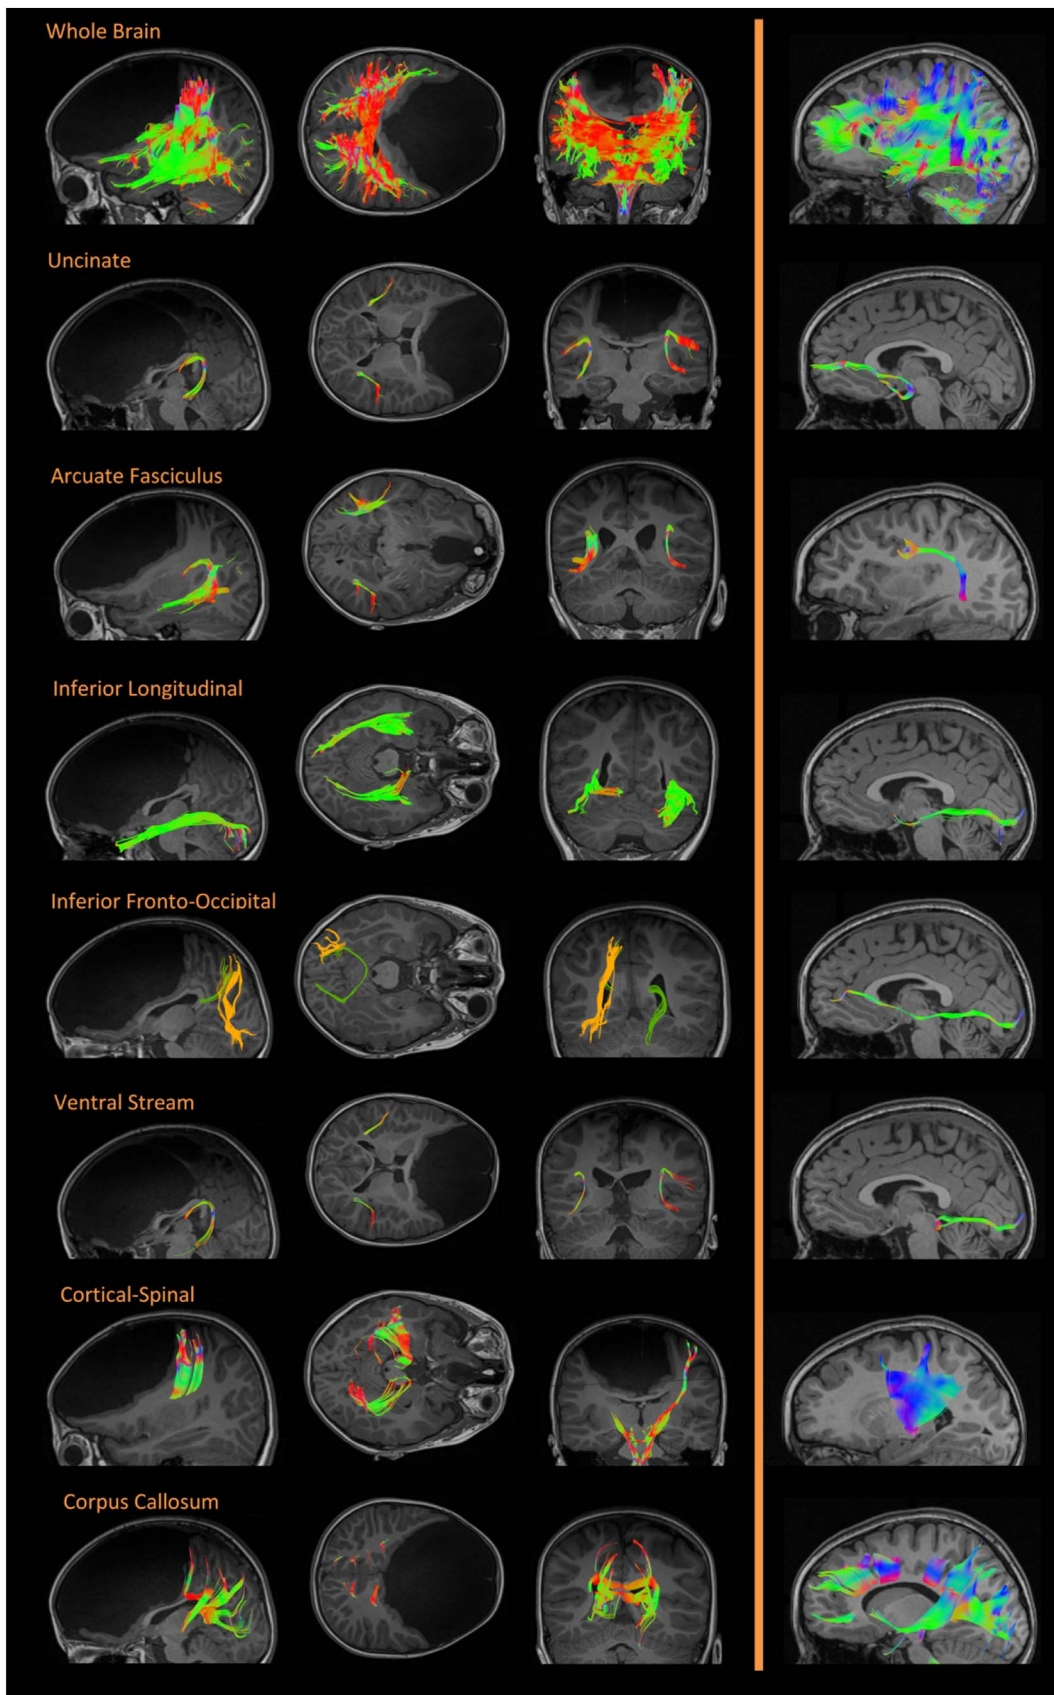 Whole Brain
Uncinate
Arcuate Fasciculus
Inferior Longitudinal
Inferior Fronto-Occipital
Ventral Stream
Cortical-Spinal
Corpus Callosum